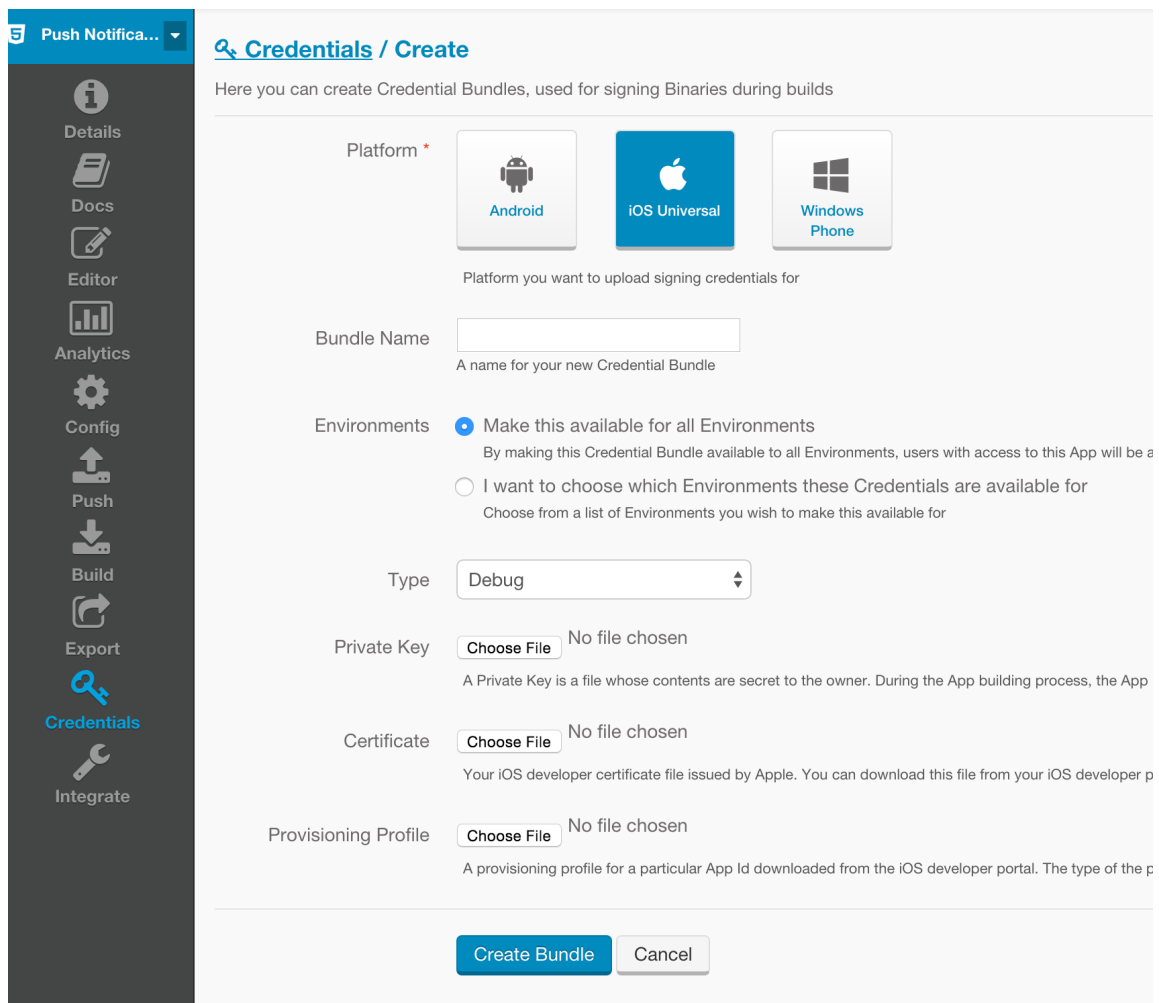 5 Push Notifica...
Details
Docs
Editor
Analytics
Config
Push
Build
Export
Credentials
Integrate
Credentials / Create
Here you can create Credential Bundles, used for signing Binaries during builds
Platform *
Android
iOS Universal
Windows
Phone
Platform you want to upload signing credentials for
Bundle Name
A name for your new Credential Bundle
Environments
Make this available for all Environments
By making this Credential Bundle available to all Environments, users with access to this App will be a
I want to choose which Environments these Credentials are available for
Choose from a list of Environments you wish to make this available for
Type Debug
Private Key Choose File No file chosen
A Private Key is a file whose contents are secret to the owner. During the App building process, the App
Certificate Choose File No file chosen
Your iOS developer certificate file issued by Apple. You can download this file from your iOS developer p
Provisioning Profile Choose File No file chosen
A provisioning profile for a particular App Id downloaded from the iOS developer portal. The type of the p
Create Bundle Cancel